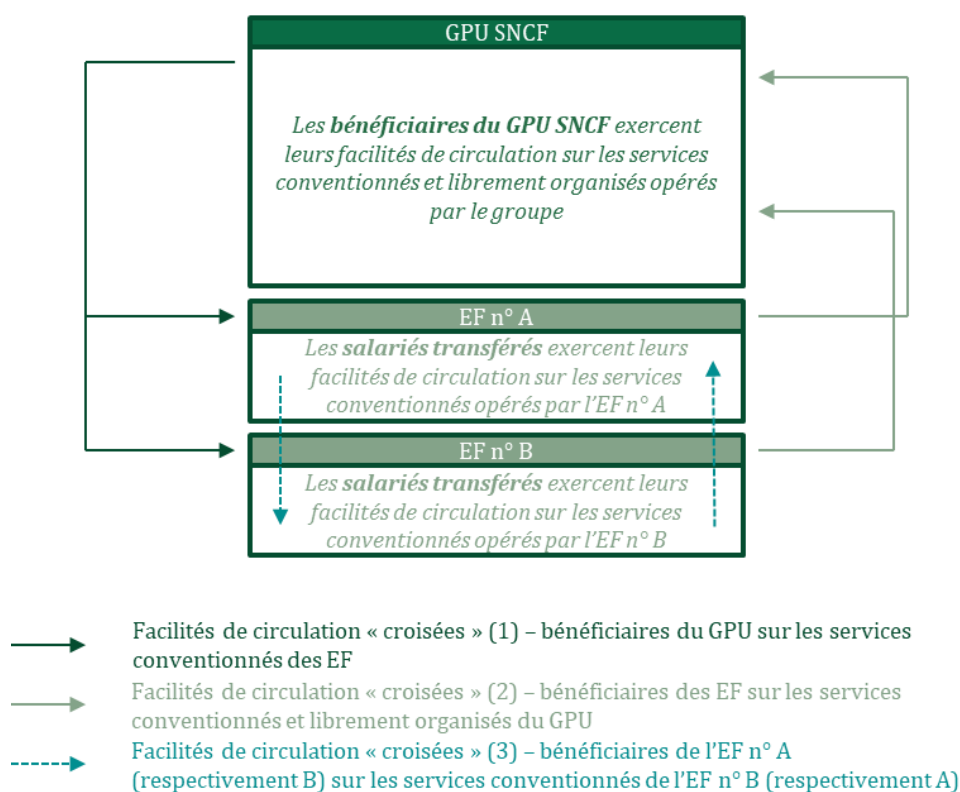 GPU SNCF
Les bénéficiaires du GPU SNCF exercent
leurs facilités de circulation sur les services
conventionnés et librement organisés opérés
par le groupe
EF n° A
Les salariés transférés exercent leurs
facilités de circulation sur les services
conventionnés opérés par l'EF n° A
EF n° B
Les salariés transférés exercent leurs
facilités de circulation sur les services
conventionnés opérés par l'EF n° B
Facilités de circulation « croisées » (1) – bénéficiaires du GPU sur les services
conventionnés des EF
Facilités de circulation « croisées » (2) – bénéficiaires des EF sur les services
conventionnés et librement organisés du GPU
Facilités de circulation « croisées » (3) – bénéficiaires de l'EF n° A
(respectivement B) sur les services conventionnés de l'EF n° B (respectivement A)